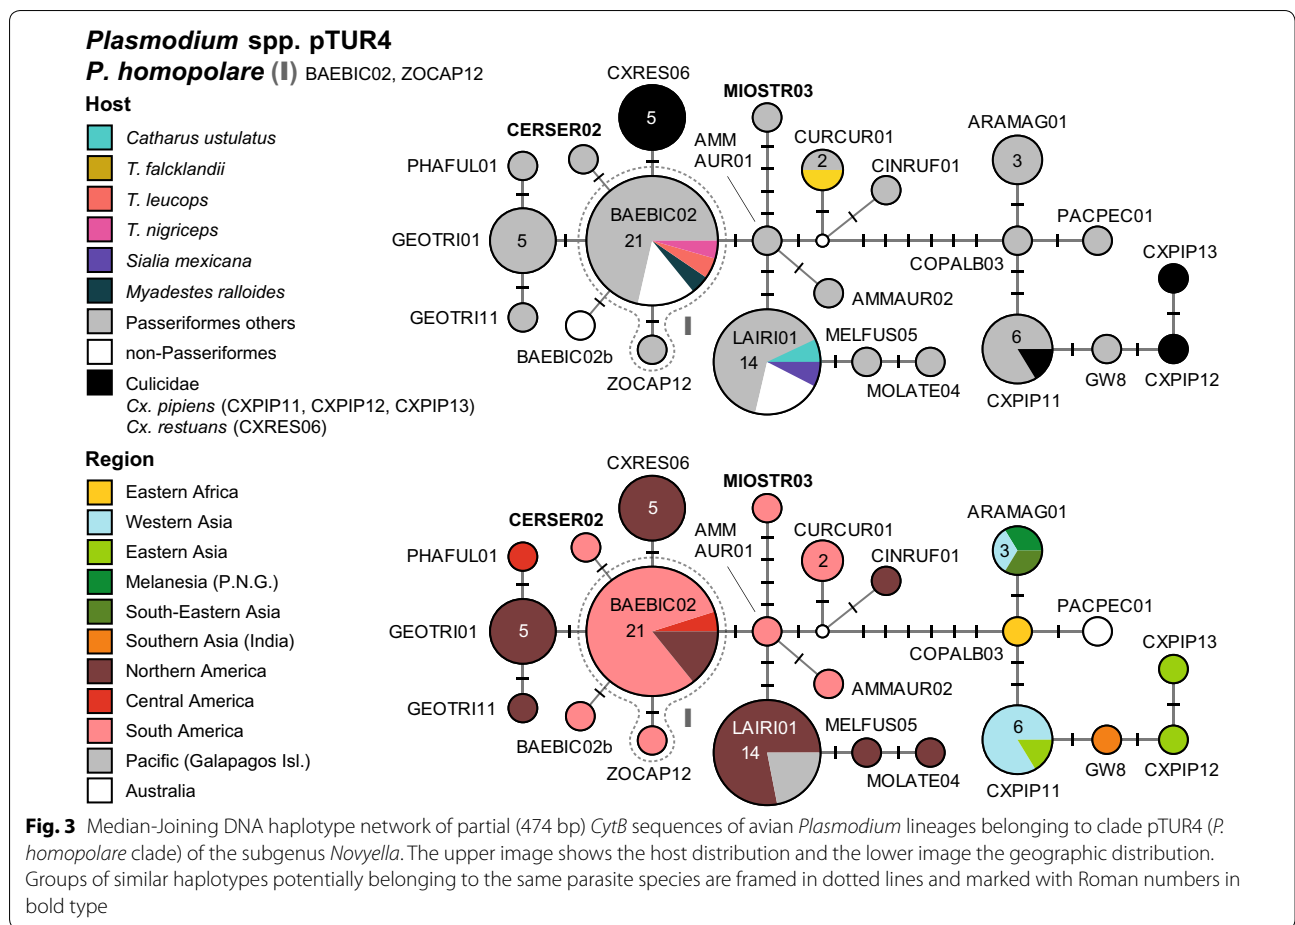 Plasmodium spp. pTUR4
P. homopolare (I) BAEBIC02, ZOCAP12
Host
Catharus ustulatus
T. falcklandii
T. leucops
T. nigriceps
Sialia mexicana
Myadestes ralloides
Passeriformes others
non-Passeriformes
Culicidae
Cx. pipiens (CXPIP11, CXPIP12, CXPIP13)
Cx. restuans (CXRES06)
CXRES06
5
CERSER02
PHAFUL01
GEOTRI01
5
GEOTRI11
BAEBIC02
21
BAEBIC02b
ZOCAP12
I
MIOSTR03
AMM
AUR01
CURCUR01
2
CINRUF01
AMMAUR02
LAIRI01
14
MELFUS05
MOLATE04
ARAMAG01
3
COPALB03
PACPEC01
6
CXPIP11
GW8
CXPIP13
CXPIP12
Region
Eastern Africa
Western Asia
Eastern Asia
Melanesia (P.N.G.)
South-Eastern Asia
Southern Asia (India)
Northern America
Central America
South America
Pacific (Galapagos Isl.)
Australia
CXRES06
5
CERSER02
PHAFUL01
GEOTRI01
5
GEOTRI11
BAEBIC02
21
BAEBIC02b
ZOCAP12
I
MIOSTR03
AMM
AUR01
CURCUR01
2
CINRUF01
AMMAUR02
LAIRI01
14
MELFUS05
MOLATE04
ARAMAG01
3
COPALB03
PACPEC01
6
CXPIP11
GW8
CXPIP13
CXPIP12
Fig. 3 Median-Joining DNA haplotype network of partial (474 bp) CytB sequences of avian Plasmodium lineages belonging to clade pTUR4 (P.
homopolare clade) of the subgenus Novyella. The upper image shows the host distribution and the lower image the geographic distribution.
Groups of similar haplotypes potentially belonging to the same parasite species are framed in dotted lines and marked with Roman numbers in
bold type